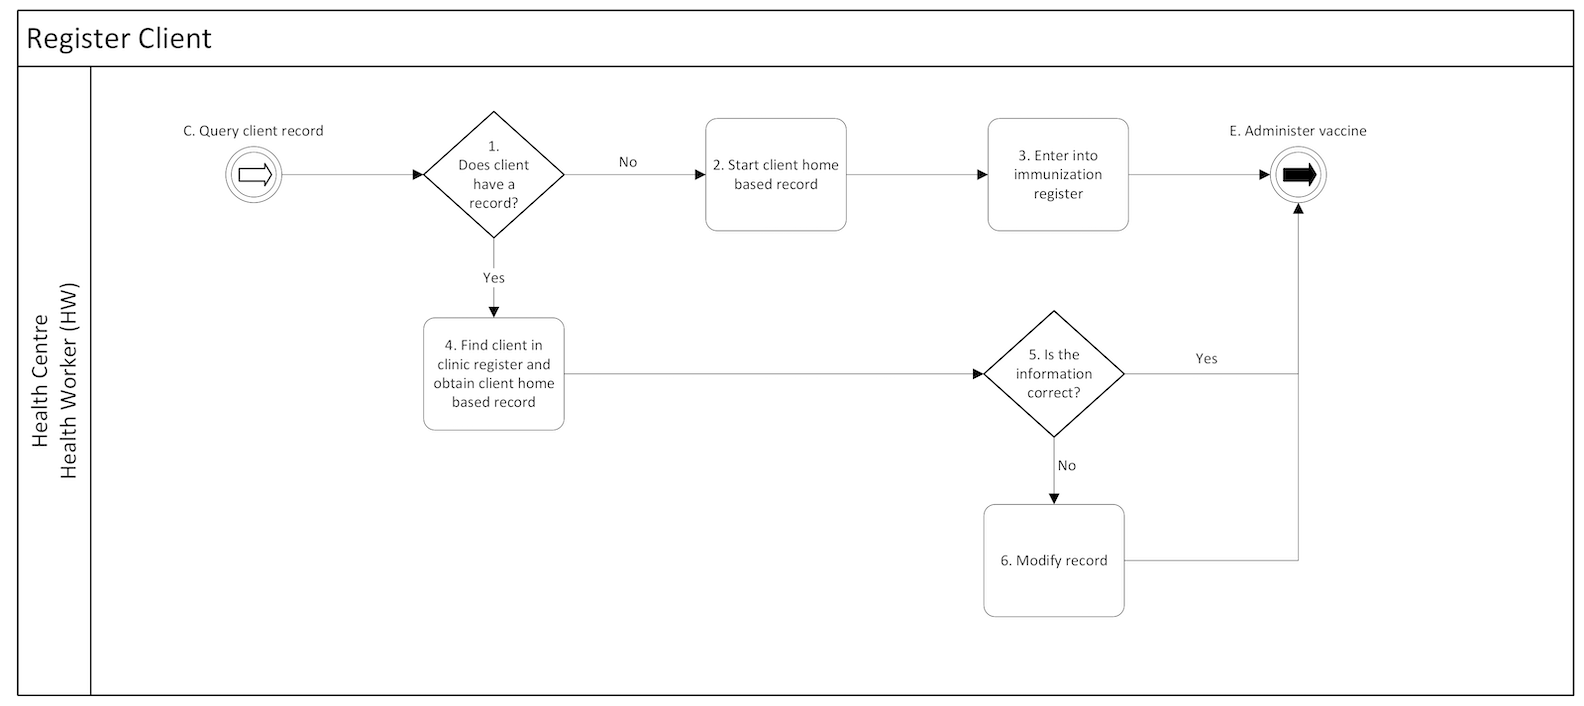 Register Client
Health Centre
Health Worker (HW)
C. Query client record
1.
Does client
have a
record?
No
2. Start client home
based record
3. Enter into
immunization
register
E. Administer vaccine
Yes
4. Find client in
clinic register and
obtain client home
based record
5. Is the
information
correct?
Yes
No
6. Modify record